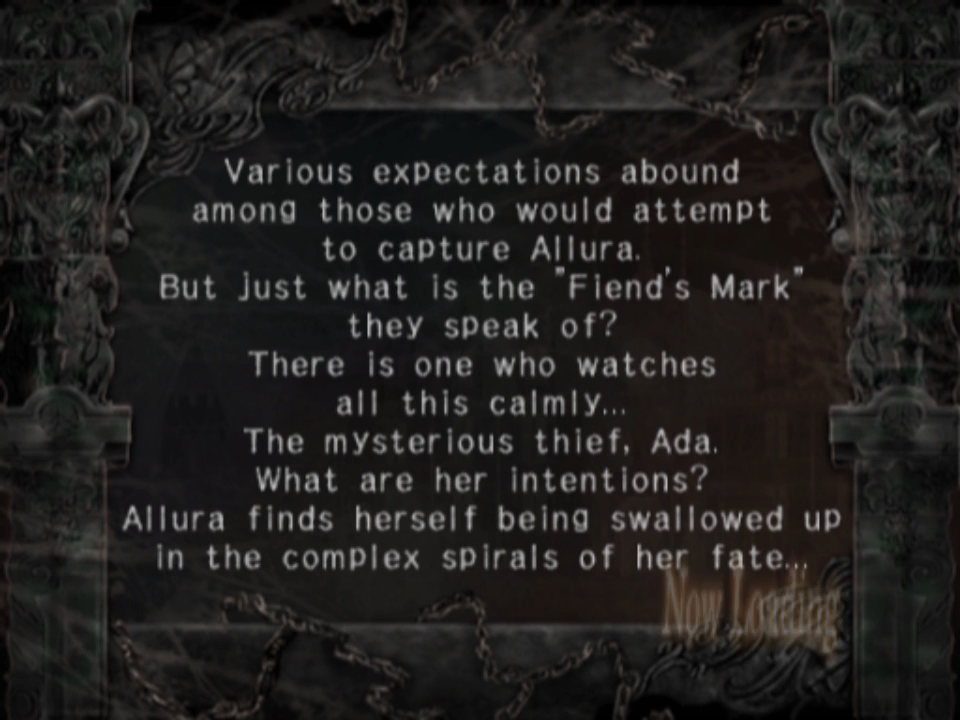 Various expectations abound
among those who would attempt
to capture Allura.
But just what is the "Fiend's Mark"
they speak of?
There is one who watches
all this calmly...
The mysterious thief, Ada.
What are her intentions?
Allura finds herself being swallowed up
in the complex spirals of her fate...
Now Loading